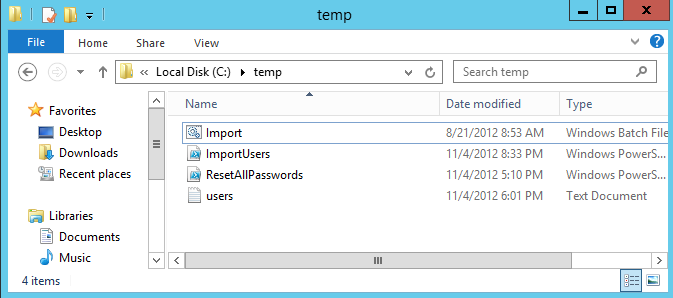 temp
File Home Share View
« Local Disk (C:) temp Search temp
Favorites
Desktop
Downloads
Recent places
Libraries
Documents
Music
Name Date modified Type
Import 8/21/2012 8:53 AM Windows Batch File
ImportUsers 11/4/2012 8:33 PM Windows PowerS...
ResetAllPasswords 11/4/2012 5:10 PM Windows PowerS...
users 11/4/2012 6:01 PM Text Document
4 items